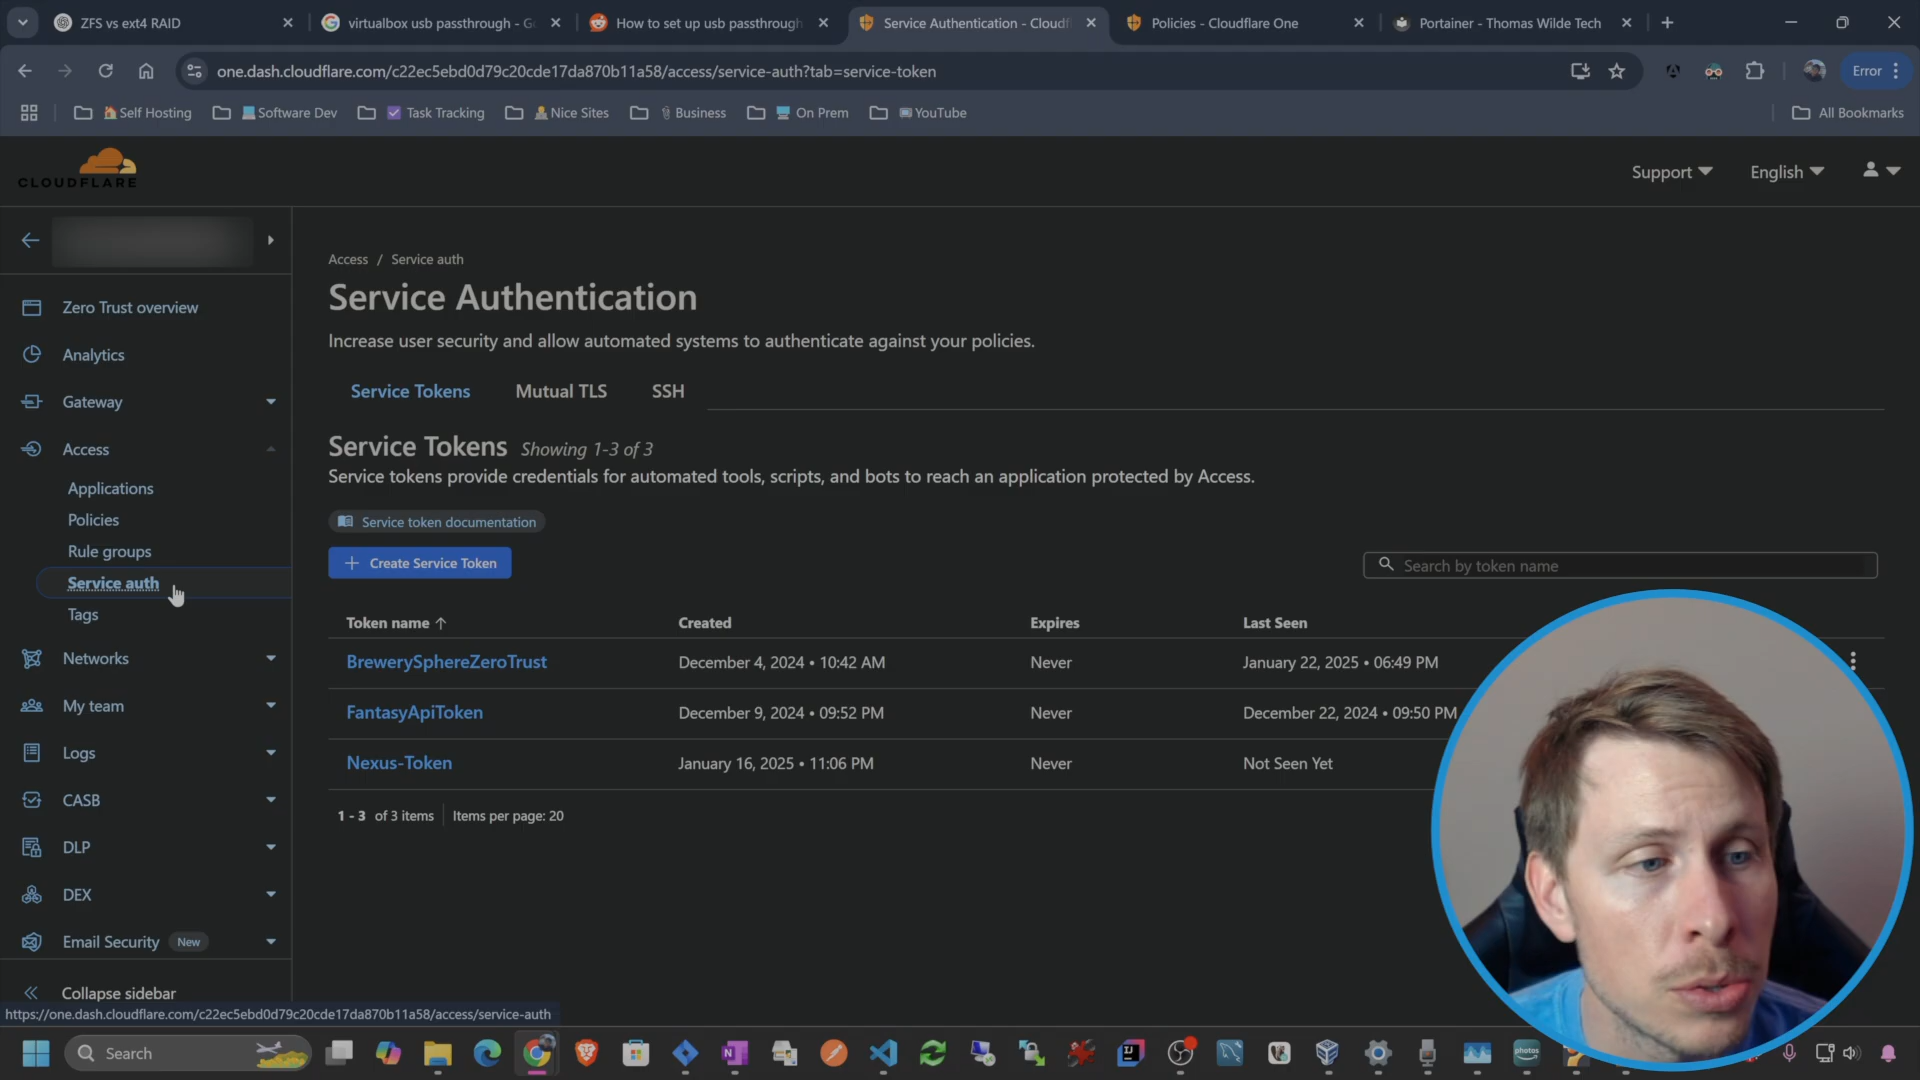 ZFS vs ext4 RAID
virtualbox usb passthrough - Go
How to set up usb passthrough
Service Authentication - Cloudfl
Policies - Cloudflare One
Portainer - Thomas Wilde Tech
one.dash.cloudflare.com/c22ec5ebd0d79c20cde17da870b11a58/access/service-auth?tab=service-token
Error
Self Hosting
Software Dev
Task Tracking
Nice Sites
Business
On Prem
YouTube
All Bookmarks
CLOUDFLARE
Support
English
Zero Trust overview
Analytics
Gateway
Access
Applications
Policies
Rule groups
Service auth
Tags
Networks
My team
Logs
CASB
DLP
DEX
Email Security New
Collapse sidebar
Access / Service auth
Service Authentication
Increase user security and allow automated systems to authenticate against your policies.
Service Tokens
Mutual TLS
SSH
Service Tokens Showing 1-3 of 3
Service tokens provide credentials for automated tools, scripts, and bots to reach an application protected by Access.
Service token documentation
Create Service Token
Search by token name
Token name Created Expires Last Seen
BrewerySphereZeroTrust December 4, 2024 • 10:42 AM Never January 22, 2025 • 06:49 PM
FantasyApiToken December 9, 2024 • 09:52 PM Never December 22, 2024 • 09:50 PM
Nexus-Token January 16, 2025 • 11:06 PM Never Not Seen Yet
1 - 3 of 3 items Items per page: 20
https://one.dash.cloudflare.com/c22ec5ebd0d79c20cde17da870b11a58/access/service-auth
Search
photos